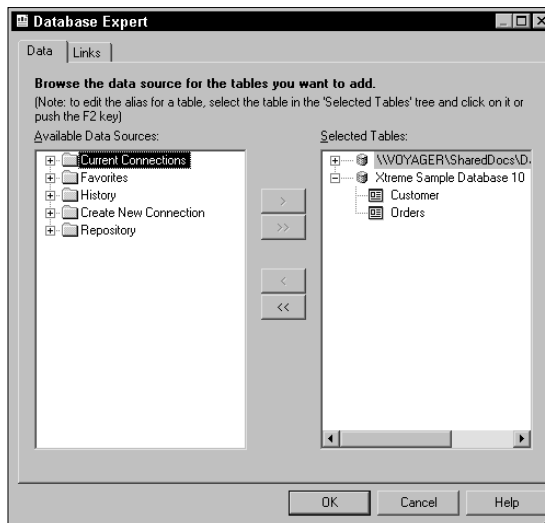 Database Expert
Data
Links
Browse the data source for the tables you want to add.
(Note: to edit the alias for a table, select the table in the 'Selected Tables' tree and click on it or
push the F2 key)
Available Data Sources:
Selected Tables:
Current Connections
Favorites
History
Create New Connection
Repository
>
>>
<
<<
\\VOYAGER\SharedDocs\D
Xtreme Sample Database 10
Customer
Orders
OK
Cancel
Help